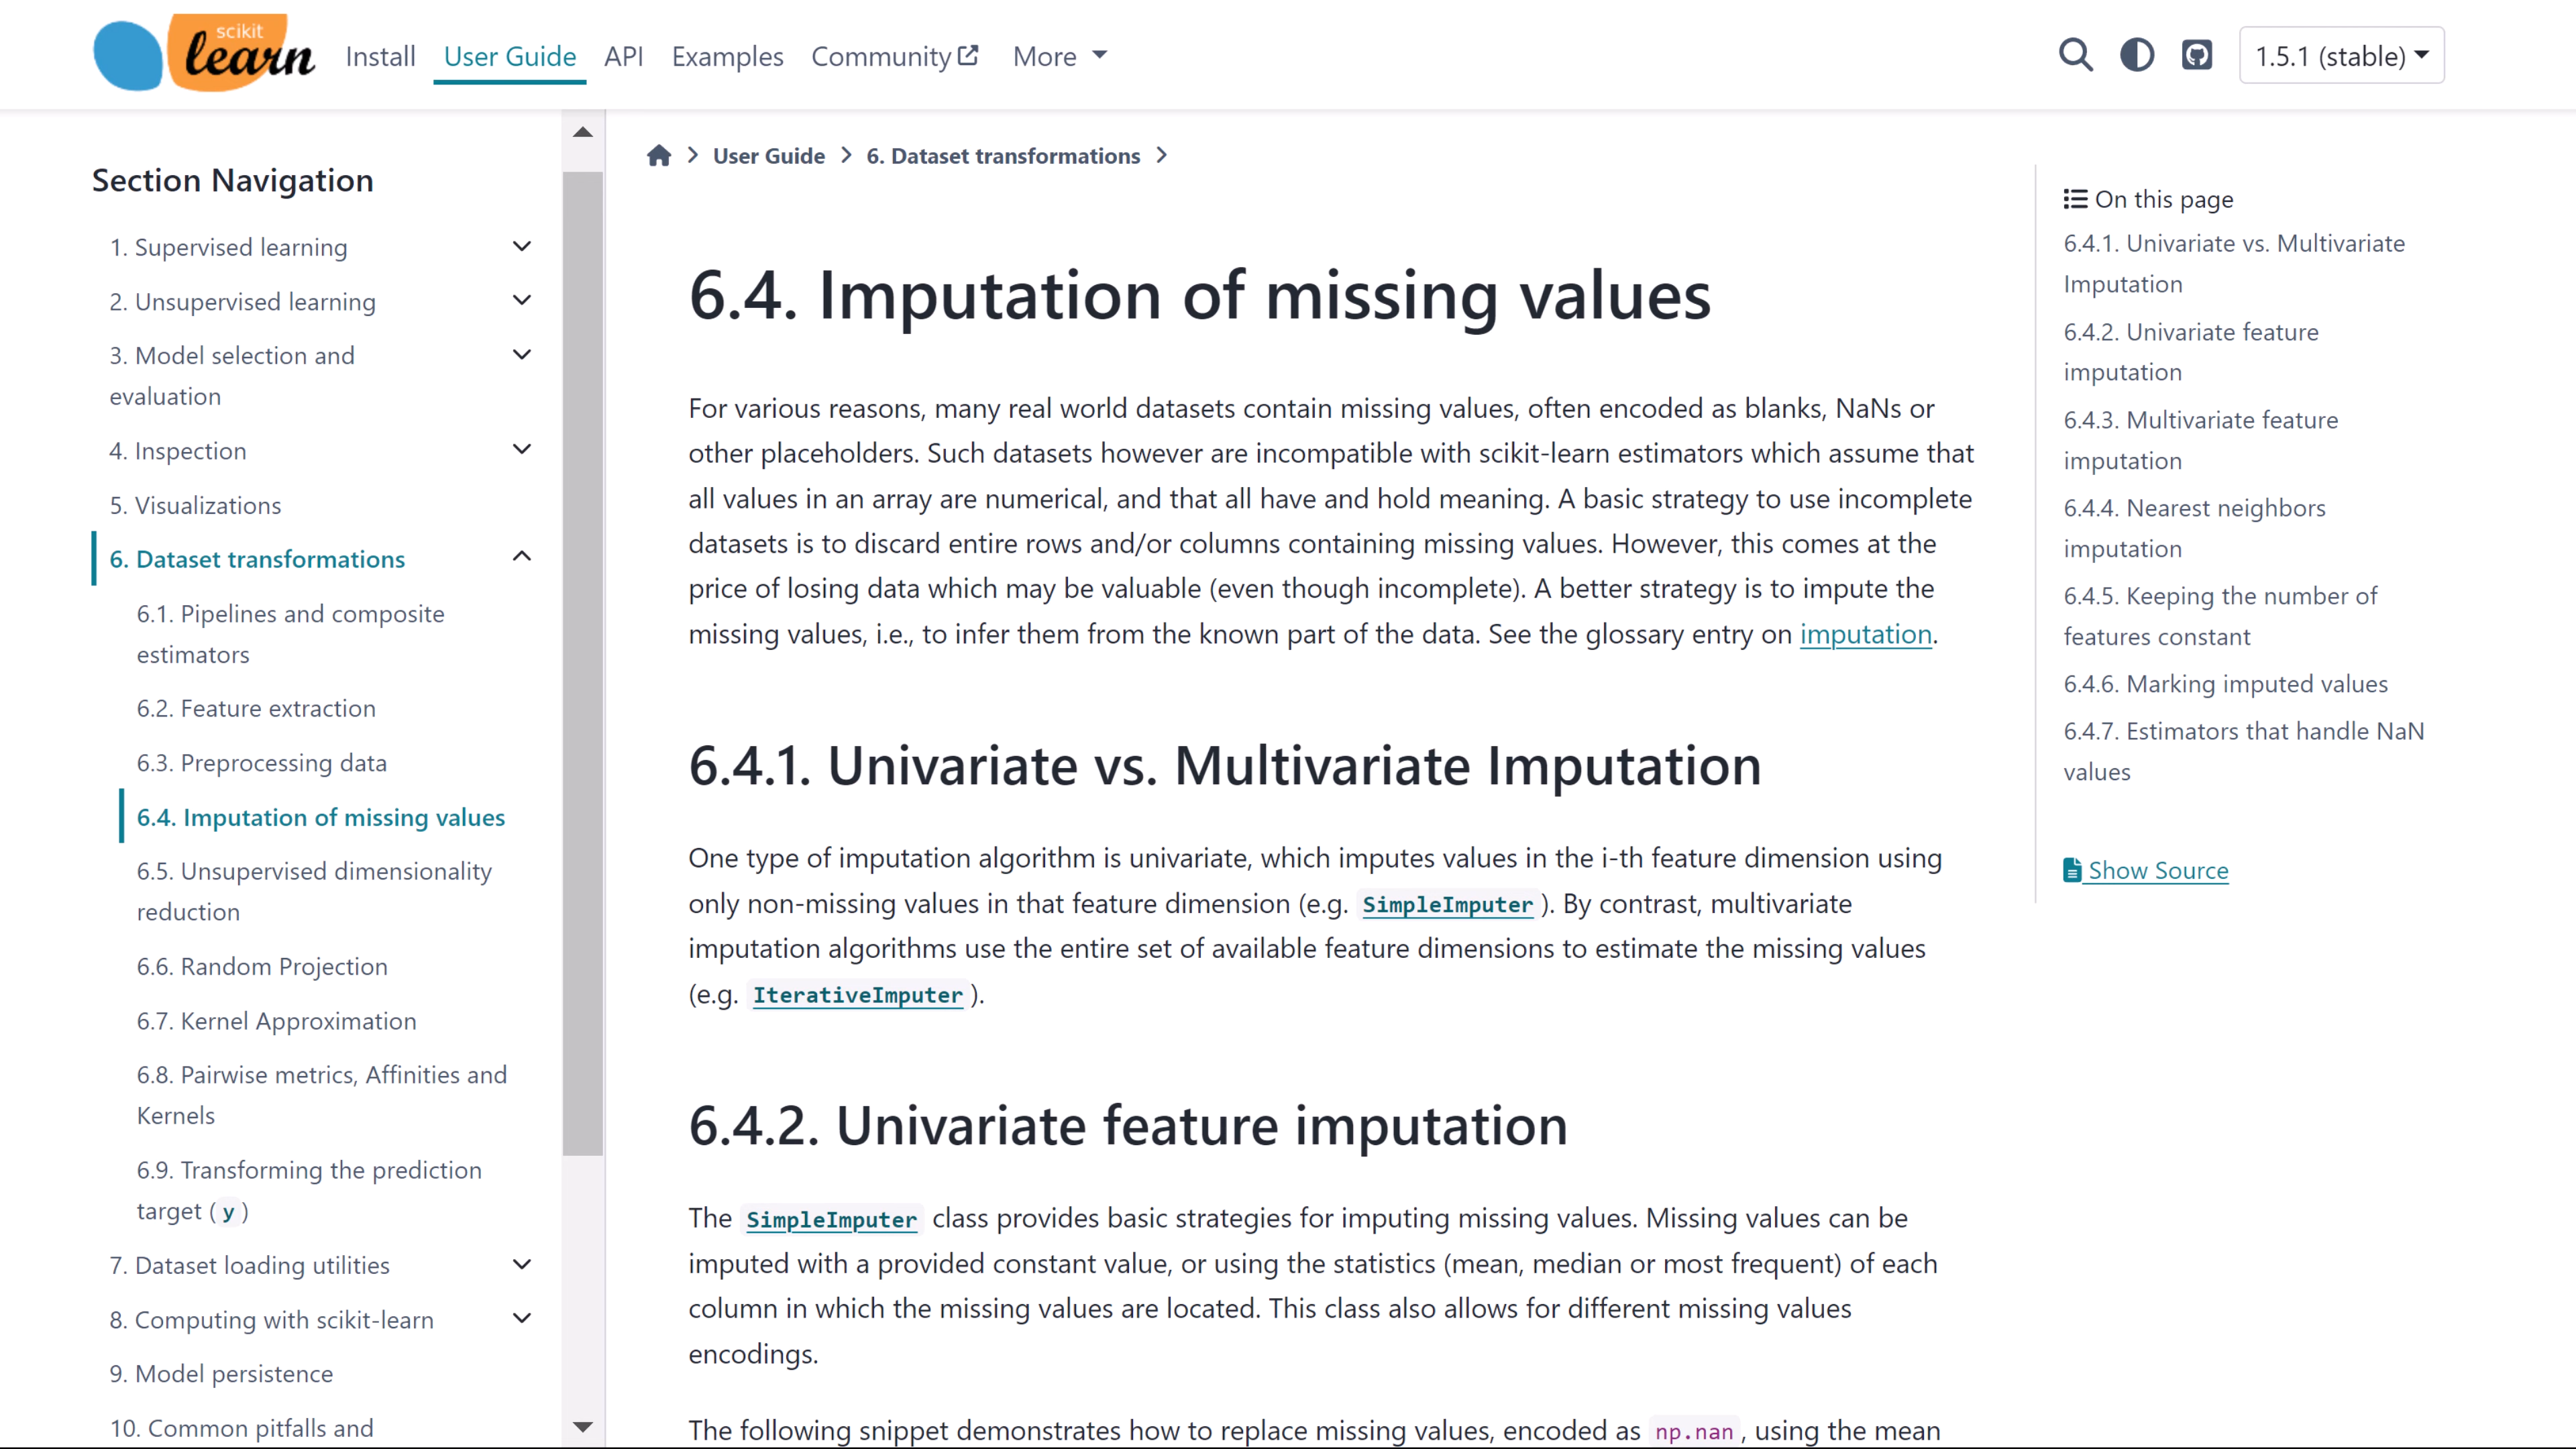 scikit
learn
Install User Guide API Examples Community More
1.5.1 (stable)
Section Navigation
1. Supervised learning
2. Unsupervised learning
3. Model selection and
evaluation
4. Inspection
5. Visualizations
6. Dataset transformations
6.1. Pipelines and composite
estimators
6.2. Feature extraction
6.3. Preprocessing data
6.4. Imputation of missing values
6.5. Unsupervised dimensionality
reduction
6.6. Random Projection
6.7. Kernel Approximation
6.8. Pairwise metrics, Affinities and
Kernels
6.9. Transforming the prediction
target (y)
7. Dataset loading utilities
8. Computing with scikit-learn
9. Model persistence
10. Common pitfalls and
User Guide 6. Dataset transformations
6.4. Imputation of missing values
For various reasons, many real world datasets contain missing values, often encoded as blanks, NaNs or
other placeholders. Such datasets however are incompatible with scikit-learn estimators which assume that
all values in an array are numerical, and that all have and hold meaning. A basic strategy to use incomplete
datasets is to discard entire rows and/or columns containing missing values. However, this comes at the
price of losing data which may be valuable (even though incomplete). A better strategy is to impute the
missing values, i.e., to infer them from the known part of the data. See the glossary entry on imputation.
6.4.1. Univariate vs. Multivariate Imputation
One type of imputation algorithm is univariate, which imputes values in the i-th feature dimension using
only non-missing values in that feature dimension (e.g. SimpleImputer). By contrast, multivariate
imputation algorithms use the entire set of available feature dimensions to estimate the missing values
(e.g. IterativeImputer).
6.4.2. Univariate feature imputation
The SimpleImputer class provides basic strategies for imputing missing values. Missing values can be
imputed with a provided constant value, or using the statistics (mean, median or most frequent) of each
column in which the missing values are located. This class also allows for different missing values
encodings.
The following snippet demonstrates how to replace missing values, encoded as np.nan, using the mean
On this page
6.4.1. Univariate vs. Multivariate
Imputation
6.4.2. Univariate feature
imputation
6.4.3. Multivariate feature
imputation
6.4.4. Nearest neighbors
imputation
6.4.5. Keeping the number of
features constant
6.4.6. Marking imputed values
6.4.7. Estimators that handle NaN
values
Show Source